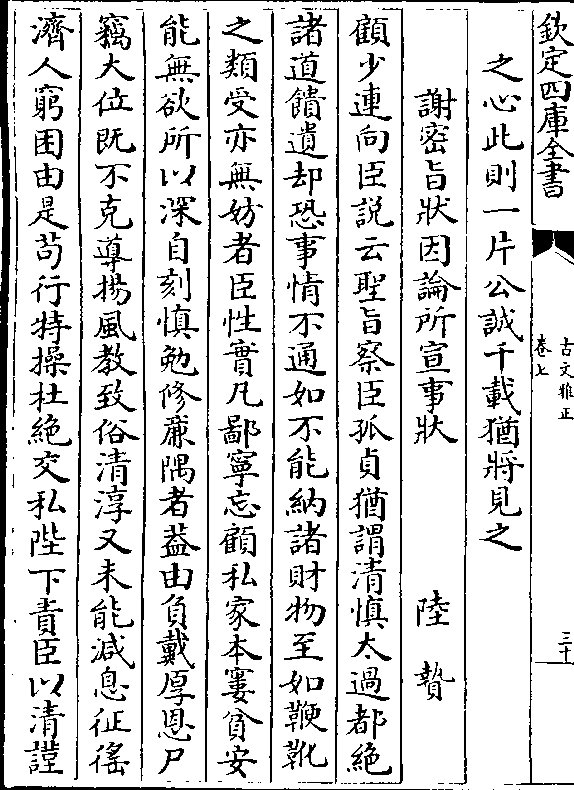 欽定四庫全書
古文雅正
卷七
三十
之心此則一片公誠千載猶將見之
謝密旨狀因論所宣事狀 陸贄
顧少連向臣説云聖旨察臣孤貞猶謂清慎太過都絶
諸道饋遺却恐事情不通如不能納諸財物至如鞭靴
之類受亦無妨者臣性實凡鄙寧忘顧私家本窶貧安
能無欲所以深自刻慎勉修廉隅者蓋由負戴厚恩尸
竊大位既不克導揚風教致俗清淳又未能減息征徭
濟人窮困由是苟行特操杜絶交私陛下責臣以清謹